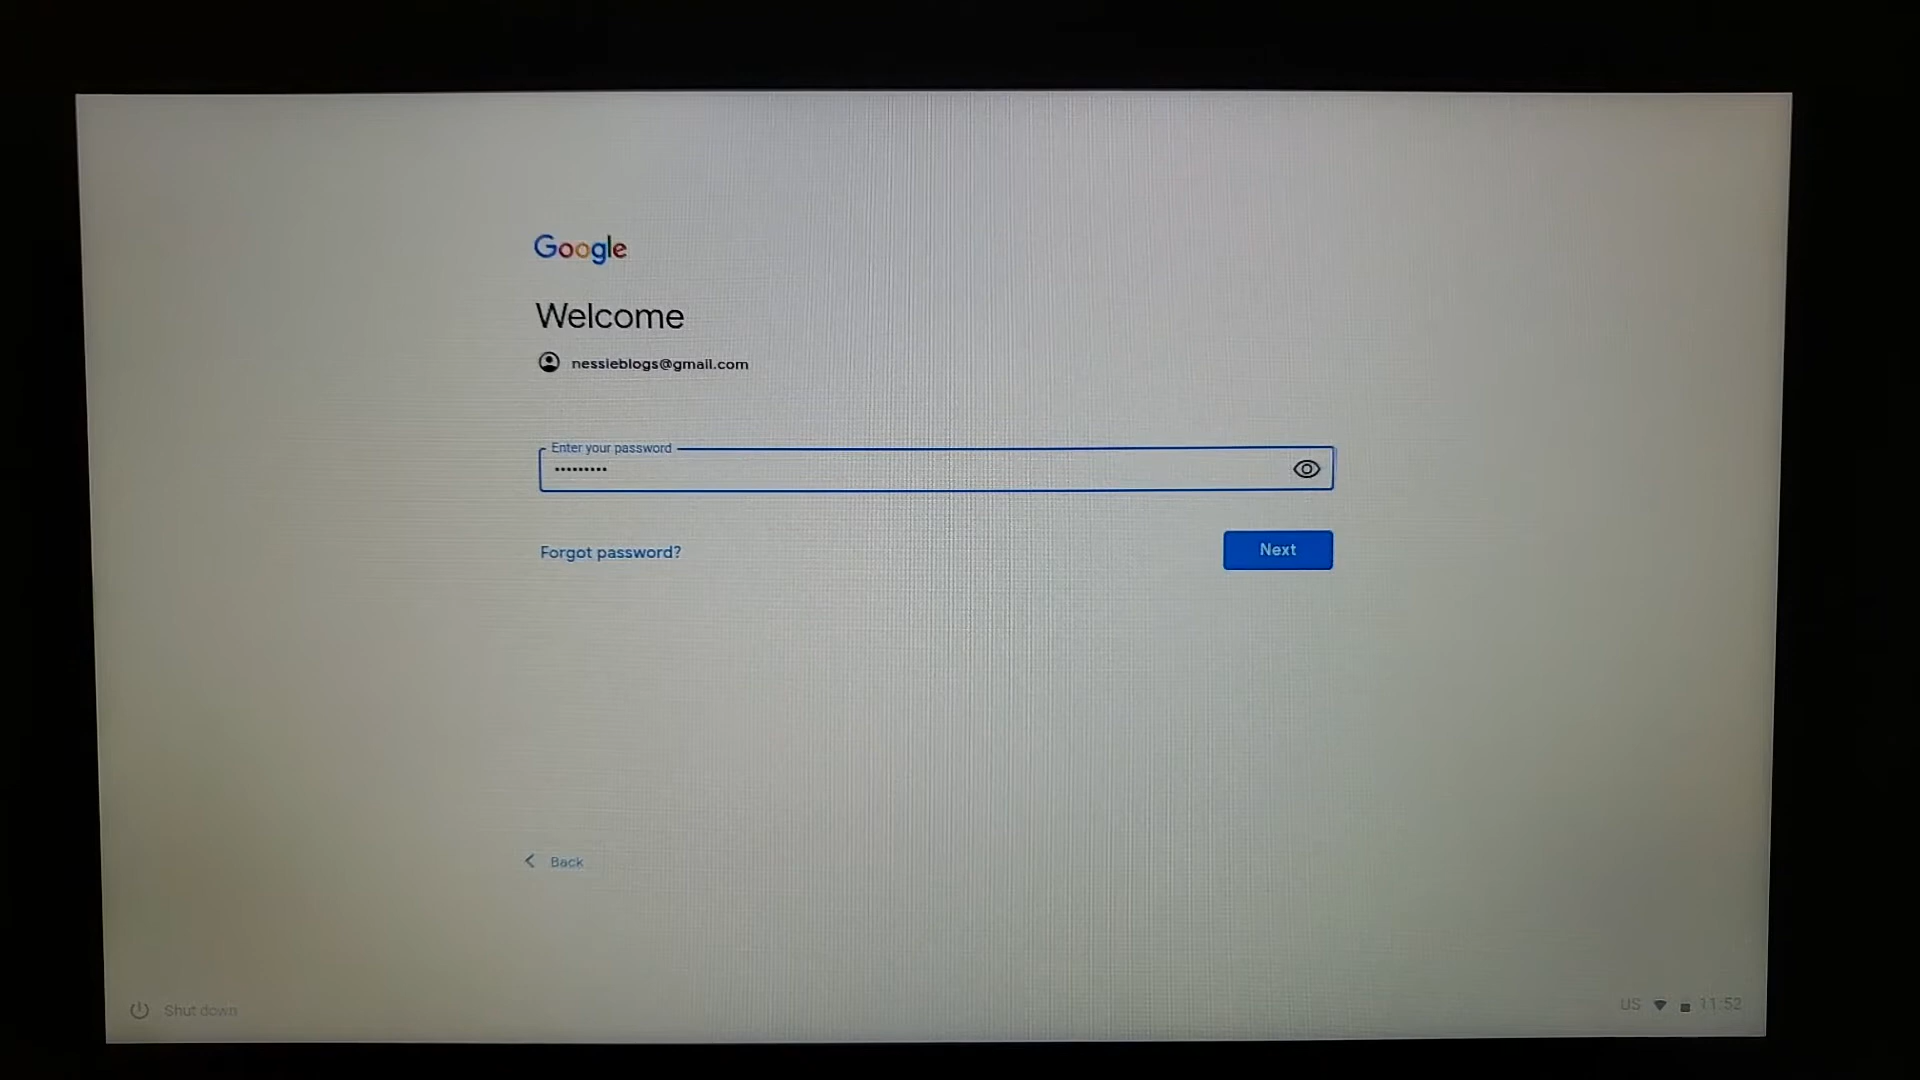 Google
Welcome
nessieblogs@gmail.com
Enter your password
•••••••••
Forgot password?
Next
Back
Shut down
US 11:52